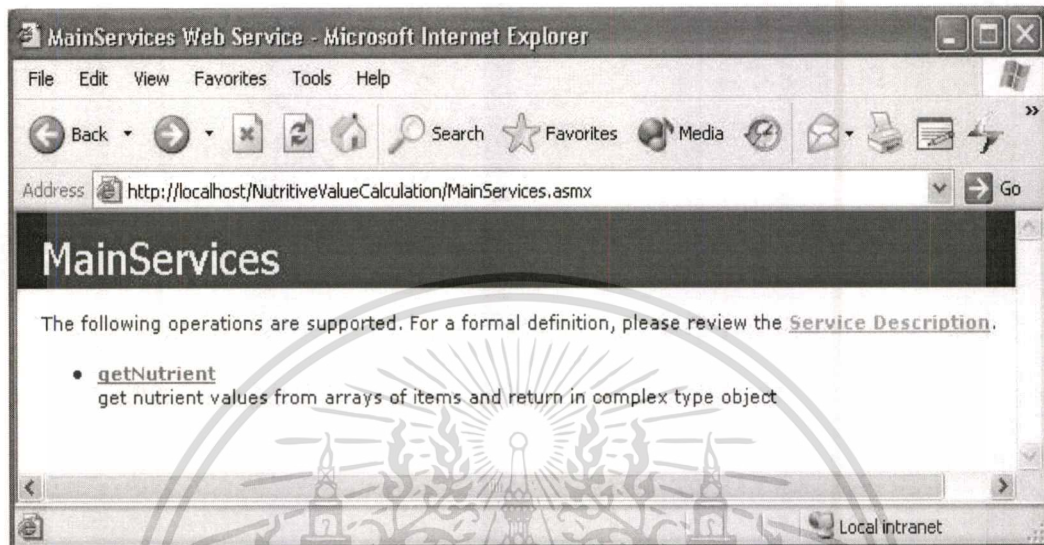 MainServices Web Service - Microsoft Internet Explorer
File Edit View Favorites Tools Help
Back Search Favorites Media »
Address http://localhost/NutritiveValueCalculation/MainServices.asmx Go
MainServices
The following operations are supported. For a formal definition, please review the Service Description.
• getNutrient
get nutrient values from arrays of items and return in complex type object
Local intranet